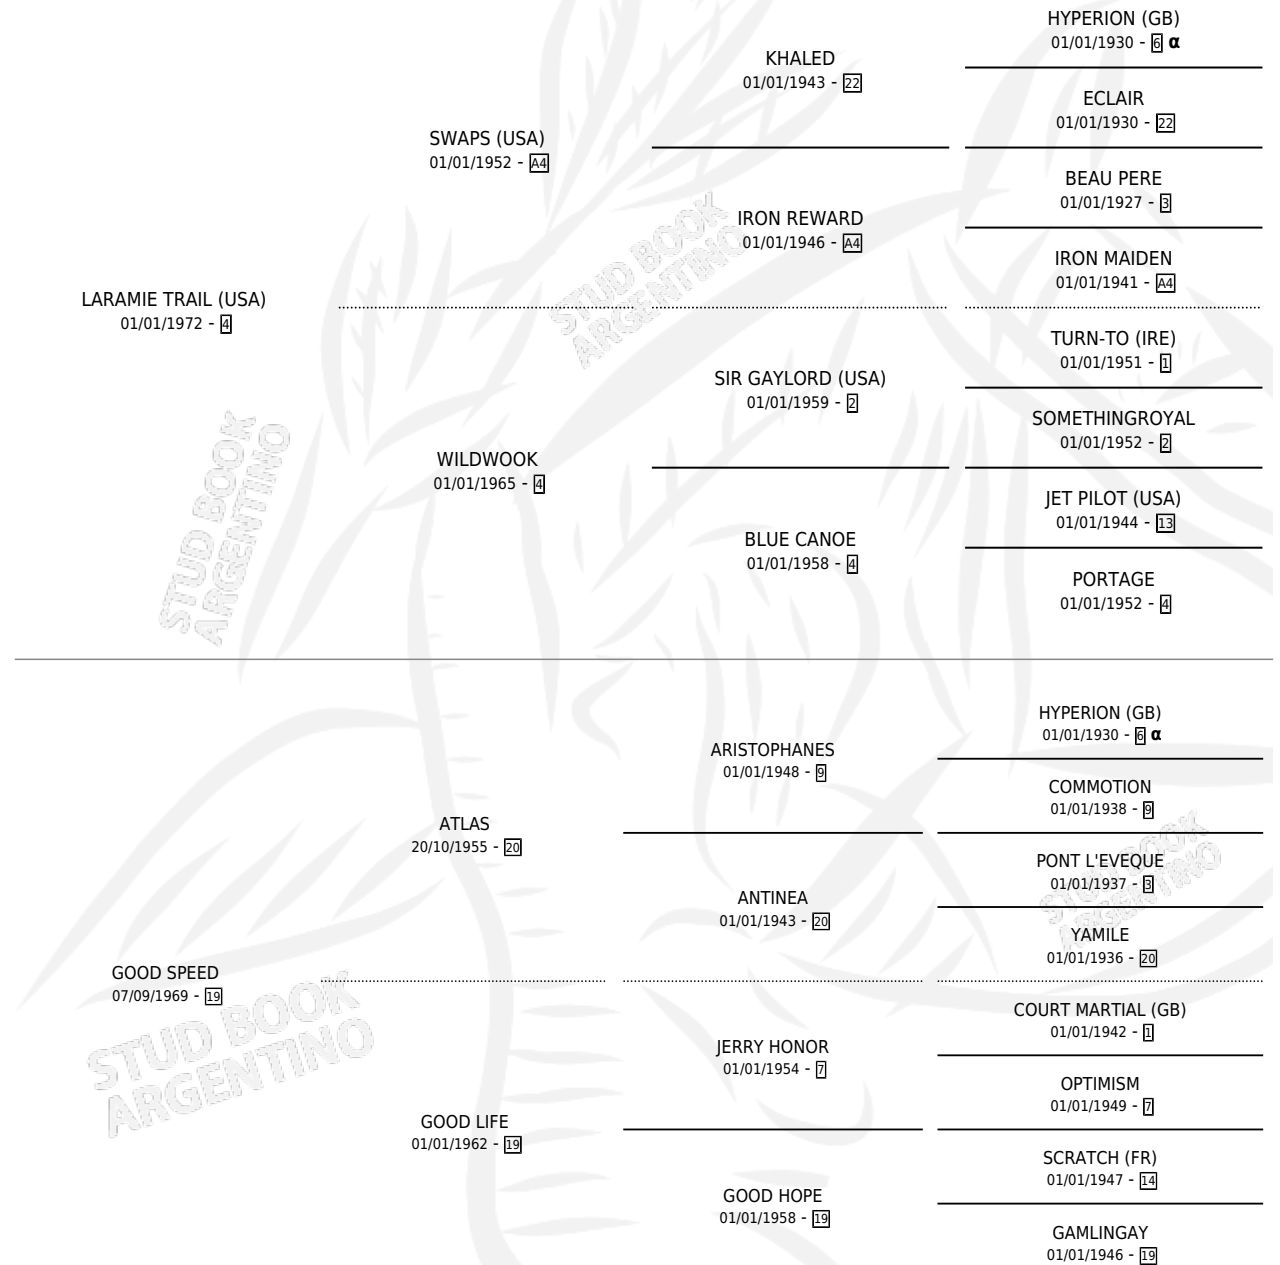 HYPERION (GB)
01/01/1930 - 6 α
KHALED
01/01/1943 - 22
ECLAIR
01/01/1930 - 22
SWAPS (USA)
01/01/1952 - A4
BEAU PERE
01/01/1927 - 3
IRON REWARD
01/01/1946 - A4
IRON MAIDEN
01/01/1941 - A4
LARAMIE TRAIL (USA)
01/01/1972 - 4
TURN-TO (IRE)
01/01/1951 - 1
SIR GAYLORD (USA)
01/01/1959 - 2
SOMETHINGROYAL
01/01/1952 - 2
WILDWOOK
01/01/1965 - 4
JET PILOT (USA)
01/01/1944 - 13
BLUE CANOE
01/01/1958 - 4
PORTAGE
01/01/1952 - 4
HYPERION (GB)
01/01/1930 - 6 α
ARISTOPHANES
01/01/1948 - 9
COMMOTION
01/01/1938 - 9
ATLAS
20/10/1955 - 20
PONT L'EVEQUE
01/01/1937 - 3
ANTINEA
01/01/1943 - 20
YAMILE
01/01/1936 - 20
GOOD SPEED
07/09/1969 - 19
COURT MARTIAL (GB)
01/01/1942 - 1
JERRY HONOR
01/01/1954 - 7
OPTIMISM
01/01/1949 - 7
GOOD LIFE
01/01/1962 - 19
SCRATCH (FR)
01/01/1947 - 14
GOOD HOPE
01/01/1958 - 19
GAMLINGAY
01/01/1946 - 19
STUD BOOK
ARGENTINO
STUD BOOK
ARGENTINO
STUD BOOK
ARGENTINO
STUD BOOK
ARGENTINO